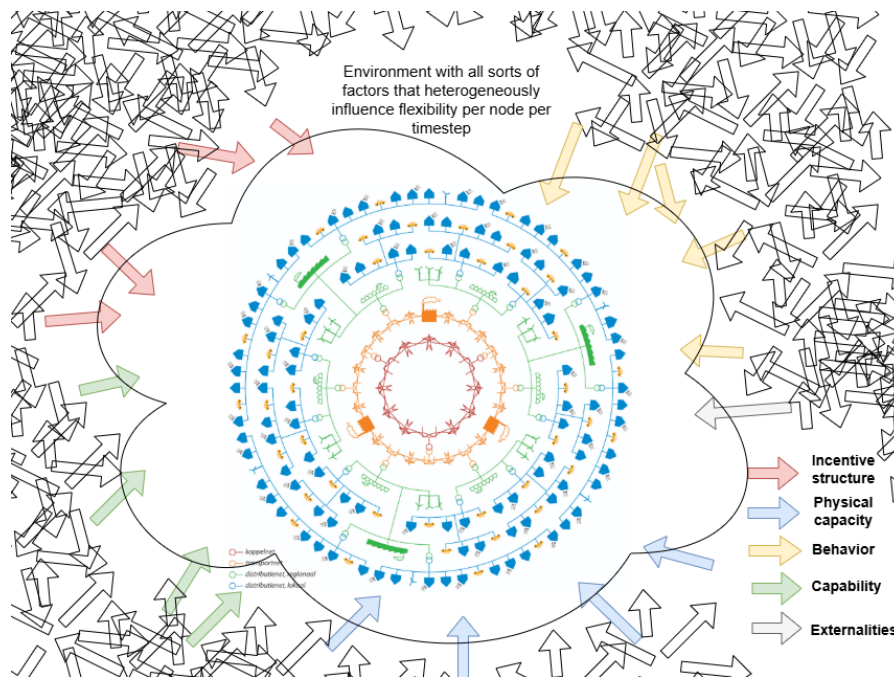 Environment with all sorts of
factors that heterogeneously
influence flexibility per node per
timestep
koppelnet
transportnet
distributienet, regionaal
distributienet, lokaal
Incentive
structure
Physical
capacity
Behavior
Capability
Externalities